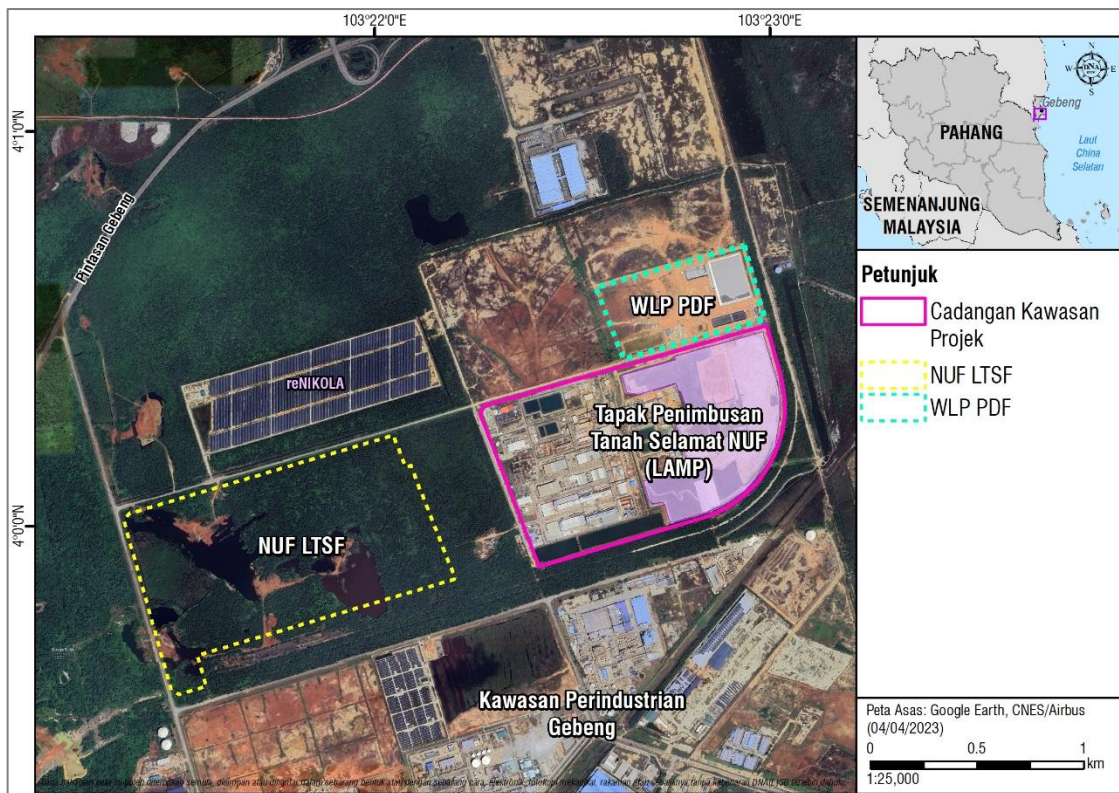 103°22'0"E
103°23'0"E
4°1'0"N
4°0'0"N
Pintasan Gebeng
WLP PDF
reNIKOLA
Tapak Penimbusan
Tanah Selamat NUF
(LAMP)
NUF LTSF
Kawasan Perindustrian
Gebeng
N
W
E
S
Gebeng
PAHANG
Laut
China
Selatan
SEMENANJUNG
MALAYSIA
Petunjuk
Cadangan Kawasan
Projek
NUF LTSF
WLP PDF
Peta Asas: Google Earth, CNES/Airbus
(04/04/2023)
0 0.5 1
km
1:25,000